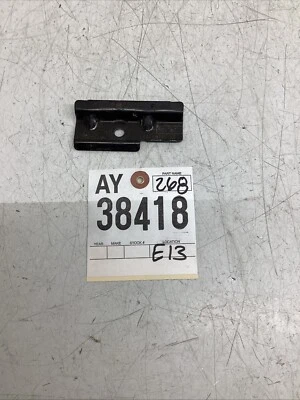 PART NAME
AY 268
38418
YEAR MAKE STOCK # LOCATION
E13